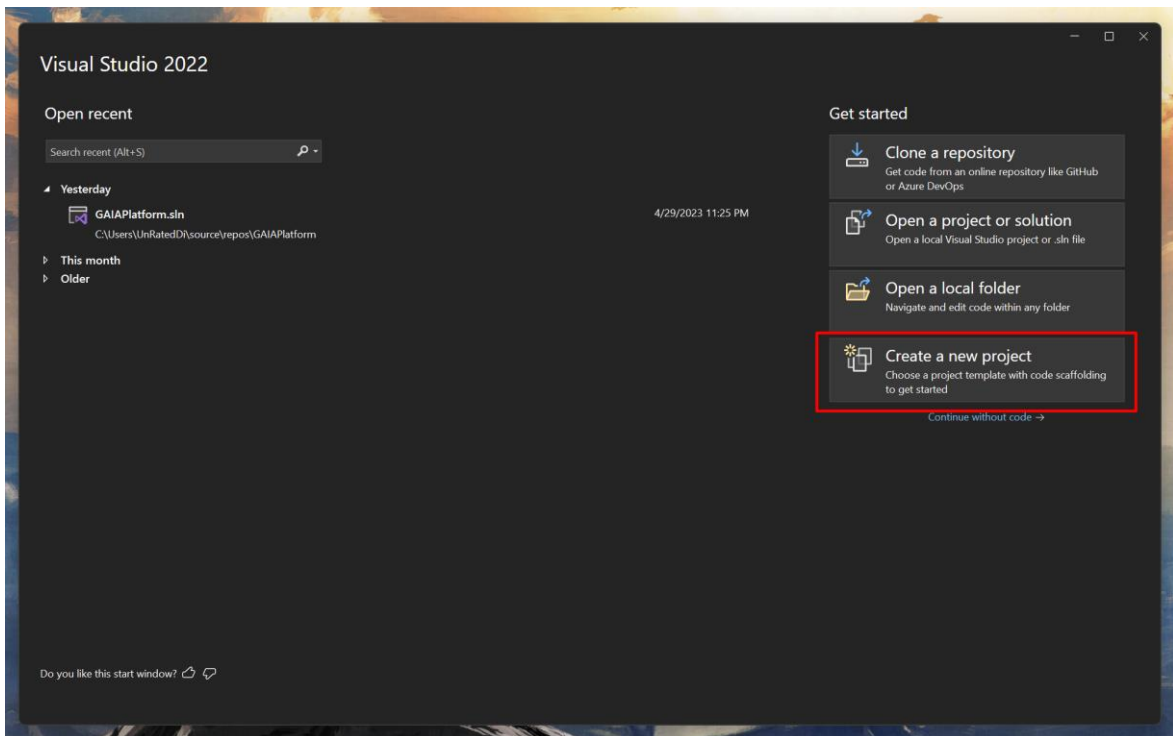 Visual Studio 2022
Open recent
Search recent (Alt+S)
Yesterday
GAIAPlatform.sln
4/29/2023 11:25 PM
C:\Users\UnRatedDi\source\repos\GAIAPlatform
This month
Older
Get started
Clone a repository
Get code from an online repository like GitHub
or Azure DevOps
Open a project or solution
Open a local Visual Studio project or .sln file
Open a local folder
Navigate and edit code within any folder
Create a new project
Choose a project template with code scaffolding
to get started
Continue without code →
Do you like this start window?